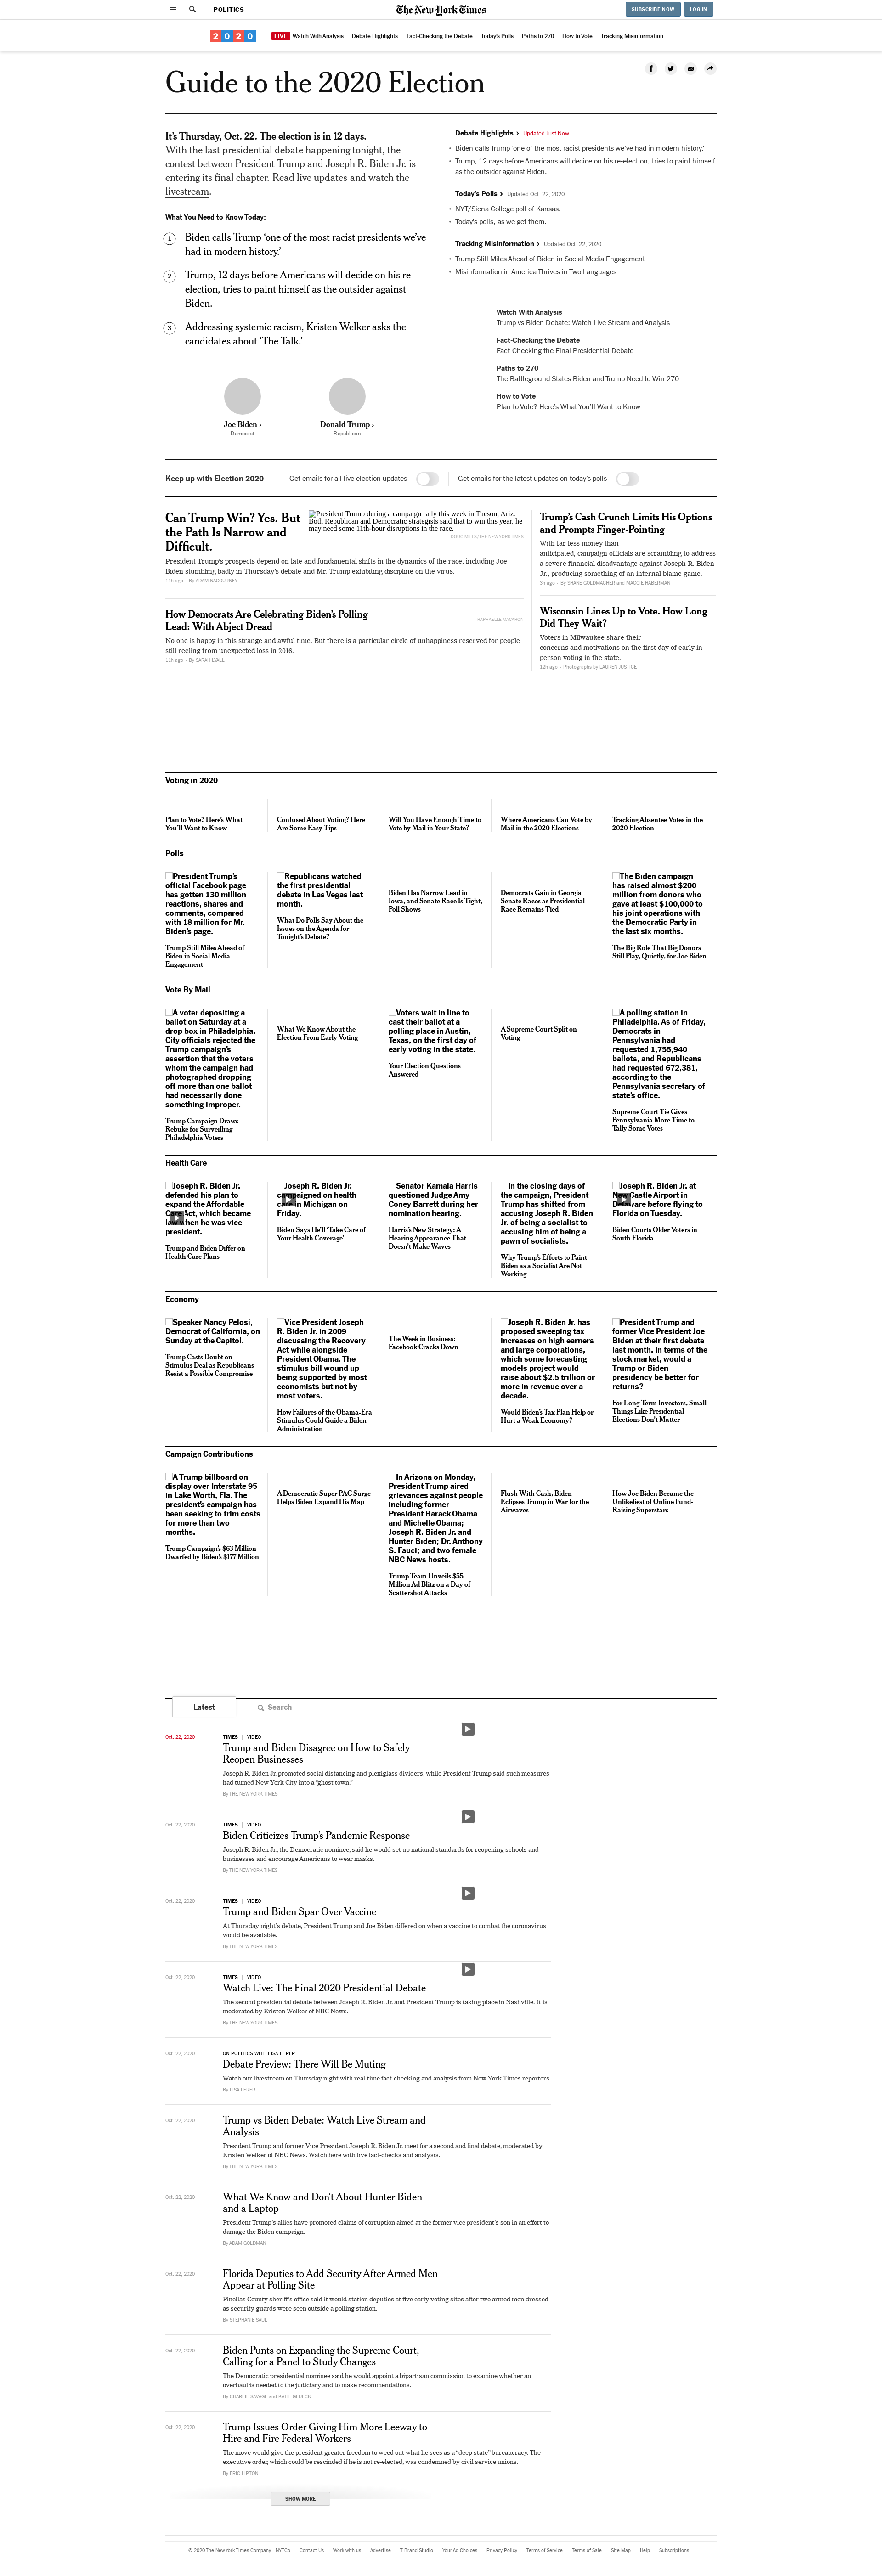 POLITICS
The New York Times
SUBSCRIBE NOW
LOG IN
2020
LIVE
Watch With Analysis
Debate Highlights
Fact-Checking the Debate
Today's Polls
Paths to 270
How to Vote
Tracking Misinformation
Guide to the 2020 Election
It's Thursday, Oct. 22. The election is in 12 days.
With the last presidential debate happening tonight, the
contest between President Trump and Joseph R. Biden Jr. is
entering its final chapter. Read live updates and watch the
livestream.
What You Need to Know Today:
1
Biden calls Trump ‘one of the most racist presidents we've
had in modern history.’
2
Trump, 12 days before Americans will decide on his re-
election, tries to paint himself as the outsider against
Biden.
3
Addressing systemic racism, Kristen Welker asks the
candidates about ‘The Talk.’
Joe Biden ›
Democrat
Donald Trump ›
Republican
Debate Highlights › Updated Just Now
• Biden calls Trump ‘one of the most racist presidents we've had in modern history.’
• Trump, 12 days before Americans will decide on his re-election, tries to paint himself
as the outsider against Biden.
Today's Polls › Updated Oct. 22, 2020
• NYT/Siena College poll of Kansas.
• Today's polls, as we get them.
Tracking Misinformation › Updated Oct. 22, 2020
• Trump Still Miles Ahead of Biden in Social Media Engagement
• Misinformation in America Thrives in Two Languages
Watch With Analysis
Trump vs Biden Debate: Watch Live Stream and Analysis
Fact-Checking the Debate
Fact-Checking the Final Presidential Debate
Paths to 270
The Battleground States Biden and Trump Need to Win 270
How to Vote
Plan to Vote? Here's What You'll Want to Know
Keep up with Election 2020
Get emails for all live election updates
Get emails for the latest updates on today's polls
Can Trump Win? Yes. But
the Path Is Narrow and
Difficult.
President Trump during a campaign rally this week in Tucson, Ariz.
Both Republican and Democratic strategists said that to win this year, he
may need some 11th-hour disruptions in the race.
DOUG MILLS/THE NEW YORK TIMES
President Trump's prospects depend on late and fundamental shifts in the dynamics of the race, including Joe
Biden stumbling badly in Thursday's debate and Mr. Trump exhibiting discipline on the virus.
11h ago – By ADAM NAGOURNEY
How Democrats Are Celebrating Biden's Polling
Lead: With Abject Dread
RAPHAELLE MACARON
No one is happy in this strange and awful time. But there is a particular circle of unhappiness reserved for people
still reeling from unexpected loss in 2016.
11h ago – By SARAH LYALL
Trump's Cash Crunch Limits His Options
and Prompts Finger-Pointing
With far less money than
anticipated, campaign officials are scrambling to address
a severe financial disadvantage against Joseph R. Biden
Jr., producing something of an internal blame game.
3h ago – By SHANE GOLDMACHER and MAGGIE HABERMAN
Wisconsin Lines Up to Vote. How Long
Did They Wait?
Voters in Milwaukee share their
concerns and motivations on the first day of early in-
person voting in the state.
12h ago – Photographs by LAUREN JUSTICE
Voting in 2020
Plan to Vote? Here's What
You'll Want to Know
Confused About Voting? Here
Are Some Easy Tips
Will You Have Enough Time to
Vote by Mail in Your State?
Where Americans Can Vote by
Mail in the 2020 Elections
Tracking Absentee Votes in the
2020 Election
Polls
President Trump's
official Facebook page
has gotten 130 million
reactions, shares and
comments, compared
with 18 million for Mr.
Biden's page.
Trump Still Miles Ahead of
Biden in Social Media
Engagement
Republicans watched
the first presidential
debate in Las Vegas last
month.
What Do Polls Say About the
Issues on the Agenda for
Tonight's Debate?
Biden Has Narrow Lead in
Iowa, and Senate Race Is Tight,
Poll Shows
Democrats Gain in Georgia
Senate Races as Presidential
Race Remains Tied
The Biden campaign
has raised almost $200
million from donors who
gave at least $100,000 to
his joint operations with
the Democratic Party in
the last six months.
The Big Role That Big Donors
Still Play, Quietly, for Joe Biden
Vote By Mail
A voter depositing a
ballot on Saturday at a
drop box in Philadelphia.
City officials rejected the
Trump campaign's
assertion that the voters
whom the campaign had
photographed dropping
off more than one ballot
had necessarily done
something improper.
Trump Campaign Draws
Rebuke for Surveilling
Philadelphia Voters
What We Know About the
Election From Early Voting
Voters wait in line to
cast their ballot at a
polling place in Austin,
Texas, on the first day of
early voting in the state.
Your Election Questions
Answered
A Supreme Court Split on
Voting
A polling station in
Philadelphia. As of Friday,
Democrats in
Pennsylvania had
requested 1,755,940
ballots, and Republicans
had requested 672,381,
according to the
Pennsylvania secretary of
state's office.
Supreme Court Tie Gives
Pennsylvania More Time to
Tally Some Votes
Health Care
Joseph R. Biden Jr.
defended his plan to
expand the Affordable
Act, which became
la when he was vice
president.
Trump and Biden Differ on
Health Care Plans
Joseph R. Biden Jr.
campaigned on health
in Michigan on
Friday.
Biden Says He'll ‘Take Care of
Your Health Coverage’
Senator Kamala Harris
questioned Judge Amy
Coney Barrett during her
nomination hearing.
Harris's New Strategy: A
Hearing Appearance That
Doesn't Make Waves
In the closing days of
the campaign, President
Trump has shifted from
accusing Joseph R. Biden
Jr. of being a socialist to
accusing him of being a
pawn of socialists.
Why Trump's Efforts to Paint
Biden as a Socialist Are Not
Working
Joseph R. Biden Jr. at
New Castle Airport in
Delaware before flying to
Florida on Tuesday.
Biden Courts Older Voters in
South Florida
Economy
Speaker Nancy Pelosi,
Democrat of California, on
Sunday at the Capitol.
Trump Casts Doubt on
Stimulus Deal as Republicans
Resist a Possible Compromise
Vice President Joseph
R. Biden Jr. in 2009
discussing the Recovery
Act while alongside
President Obama. The
stimulus bill wound up
being supported by most
economists but not by
most voters.
How Failures of the Obama-Era
Stimulus Could Guide a Biden
Administration
The Week in Business:
Facebook Cracks Down
Joseph R. Biden Jr. has
proposed sweeping tax
increases on high earners
and large corporations,
which some forecasting
models project would
raise about $2.5 trillion or
more in revenue over a
decade.
Would Biden's Tax Plan Help or
Hurt a Weak Economy?
President Trump and
former Vice President Joe
Biden at their first debate
last month. In terms of the
stock market, would a
Trump or Biden
presidency be better for
returns?
For Long-Term Investors, Small
Things Like Presidential
Elections Don't Matter
Campaign Contributions
A Trump billboard on
display over Interstate 95
in Lake Worth, Fla. The
president's campaign has
been seeking to trim costs
for more than two
months.
Trump Campaign's $63 Million
Dwarfed by Biden's $177 Million
A Democratic Super PAC Surge
Helps Biden Expand His Map
In Arizona on Monday,
President Trump aired
grievances against people
including former
President Barack Obama
and Michelle Obama;
Joseph R. Biden Jr. and
Hunter Biden; Dr. Anthony
S. Fauci; and two female
NBC News hosts.
Trump Team Unveils $55
Million Ad Blitz on a Day of
Scattershot Attacks
Flush With Cash, Biden
Eclipses Trump in War for the
Airwaves
How Joe Biden Became the
Unlikeliest of Online Fund-
Raising Superstars
Latest
Search
Oct. 22, 2020
TIMES | VIDEO
Trump and Biden Disagree on How to Safely
Reopen Businesses
Joseph R. Biden Jr. promoted social distancing and plexiglass dividers, while President Trump said such measures
had turned New York City into a “ghost town.”
By THE NEW YORK TIMES
Oct. 22, 2020
TIMES | VIDEO
Biden Criticizes Trump's Pandemic Response
Joseph R. Biden Jr., the Democratic nominee, said he would set up national standards for reopening schools and
businesses and encourage Americans to wear masks.
By THE NEW YORK TIMES
Oct. 22, 2020
TIMES | VIDEO
Trump and Biden Spar Over Vaccine
At Thursday night's debate, President Trump and Joe Biden differed on when a vaccine to combat the coronavirus
would be available.
By THE NEW YORK TIMES
Oct. 22, 2020
TIMES | VIDEO
Watch Live: The Final 2020 Presidential Debate
The second presidential debate between Joseph R. Biden Jr. and President Trump is taking place in Nashville. It is
moderated by Kristen Welker of NBC News.
By THE NEW YORK TIMES
Oct. 22, 2020
ON POLITICS WITH LISA LERER
Debate Preview: There Will Be Muting
Watch our livestream on Thursday night with real-time fact-checking and analysis from New York Times reporters.
By LISA LERER
Oct. 22, 2020
Trump vs Biden Debate: Watch Live Stream and
Analysis
President Trump and former Vice President Joseph R. Biden Jr. meet for a second and final debate, moderated by
Kristen Welker of NBC News. Watch here with live fact-checks and analysis.
By THE NEW YORK TIMES
Oct. 22, 2020
What We Know and Don't About Hunter Biden
and a Laptop
President Trump's allies have promoted claims of corruption aimed at the former vice president's son in an effort to
damage the Biden campaign.
By ADAM GOLDMAN
Oct. 22, 2020
Florida Deputies to Add Security After Armed Men
Appear at Polling Site
Pinellas County sheriff's office said it would station deputies at five early voting sites after two armed men dressed
as security guards were seen outside a polling station.
By STEPHANIE SAUL
Oct. 22, 2020
Biden Punts on Expanding the Supreme Court,
Calling for a Panel to Study Changes
The Democratic presidential nominee said he would appoint a bipartisan commission to examine whether an
overhaul is needed to the judiciary and to make recommendations.
By CHARLIE SAVAGE and KATIE GLUECK
Oct. 22, 2020
Trump Issues Order Giving Him More Leeway to
Hire and Fire Federal Workers
The move would give the president greater freedom to weed out what he sees as a “deep state” bureaucracy. The
executive order, which could be rescinded if he is not re-elected, was condemned by civil service unions.
By ERIC LIPTON
SHOW MORE
© 2020 The New York Times Company
NYTCo
Contact Us
Work with us
Advertise
T Brand Studio
Your Ad Choices
Privacy Policy
Terms of Service
Terms of Sale
Site Map
Help
Subscriptions